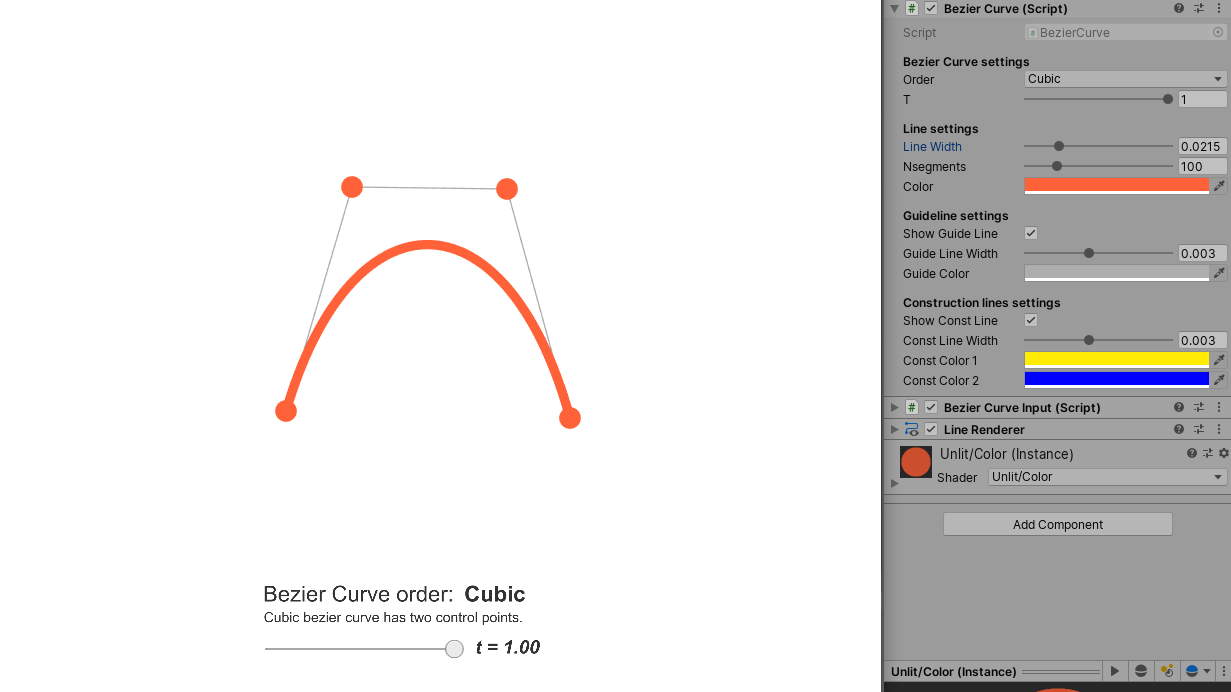 Bezier Curve order: Cubic
Cubic bezier curve has two control points.
t = 1.00
# Bezier Curve (Script)
Script # BezierCurve
Bezier Curve settings
Order Cubic
T 1
Line settings
Line Width 0.0215
Nsegments 100
Color
Guideline settings
Show Guide Line
Guide Line Width 0.003
Guide Color
Construction lines settings
Show Const Line
Const Line Width 0.003
Const Color 1
Const Color 2
# Bezier Curve Input (Script)
Line Renderer
Unlit/Color (Instance)
Shader Unlit/Color
Add Component
Unlit/Color (Instance)